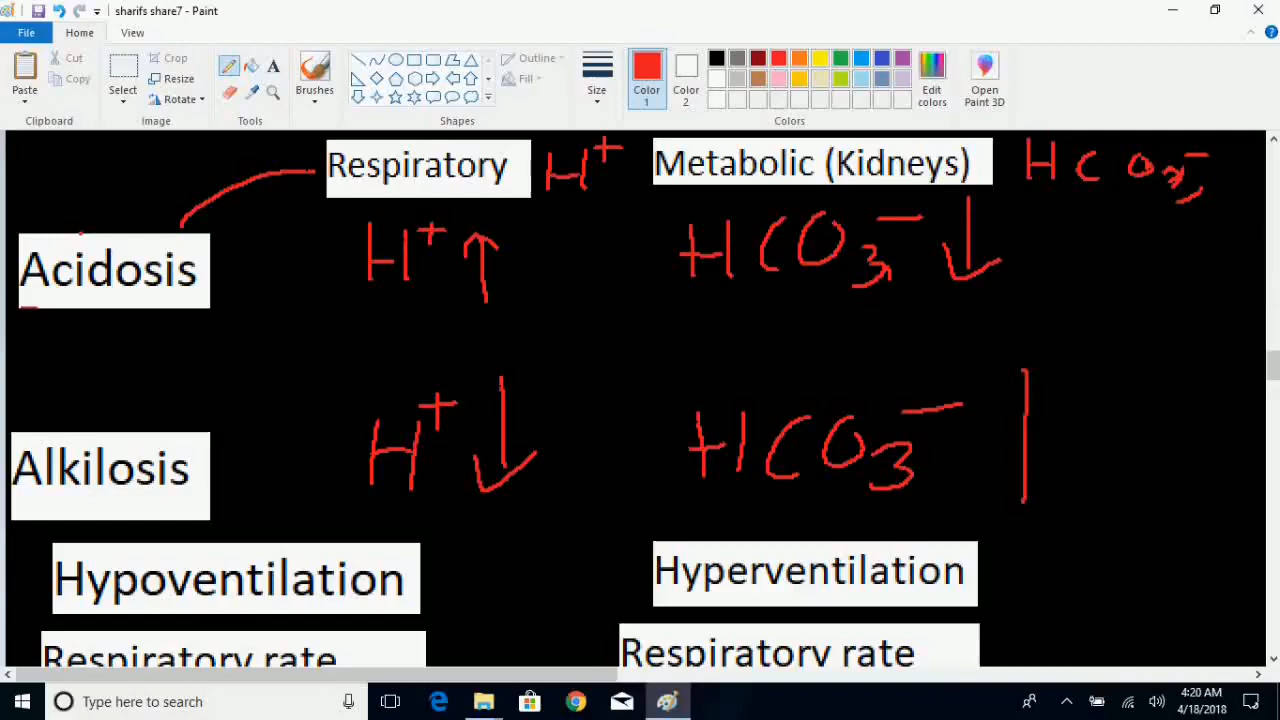 sharifs share7 - Paint
File Home View
Paste Cut Copy Select Crop Resize Rotate A Brushes Outline Fill Size Color 1 Color 2 Edit colors Open Paint 3D
Clipboard Image Tools Shapes Colors
Respiratory H⁺ Metabolic (Kidneys) HCO₃⁻
Acidosis H⁺ ↑ HCO₃⁻ ↓
Alkilosis H⁺ ↓ HCO₃⁻
Hypoventilation Hyperventilation
Respiratory rate Respiratory rate
Type here to search 4:20 AM
4/18/2018